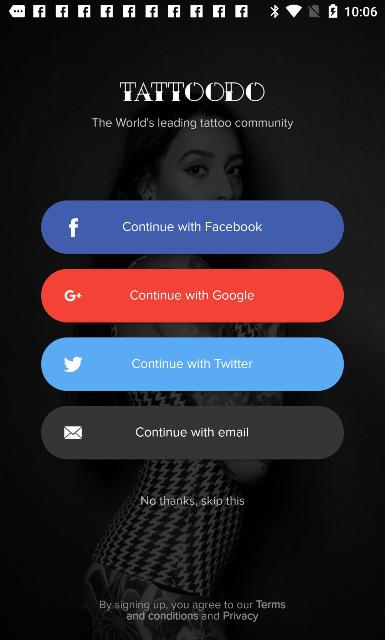 10:06
TATTOODO
The World's leading tattoo community
Continue with Facebook
G+ Continue with Google
Continue with Twitter
Continue with email
No thanks, skip this
By signing up, you agree to our Terms
and conditions and Privacy